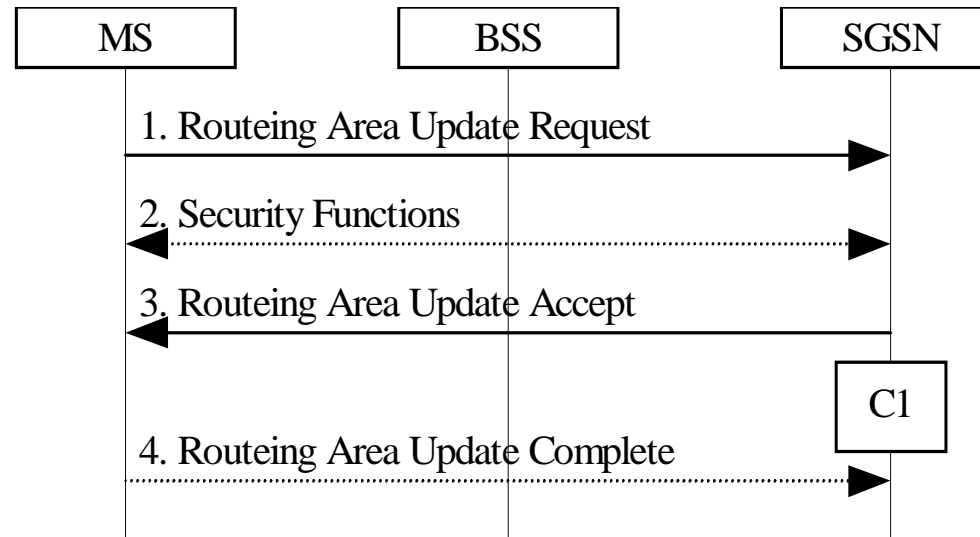 MS
BSS
SGSN
1. Routeing Area Update Request
2. Security Functions
3. Routeing Area Update Accept
C1
4. Routeing Area Update Complete